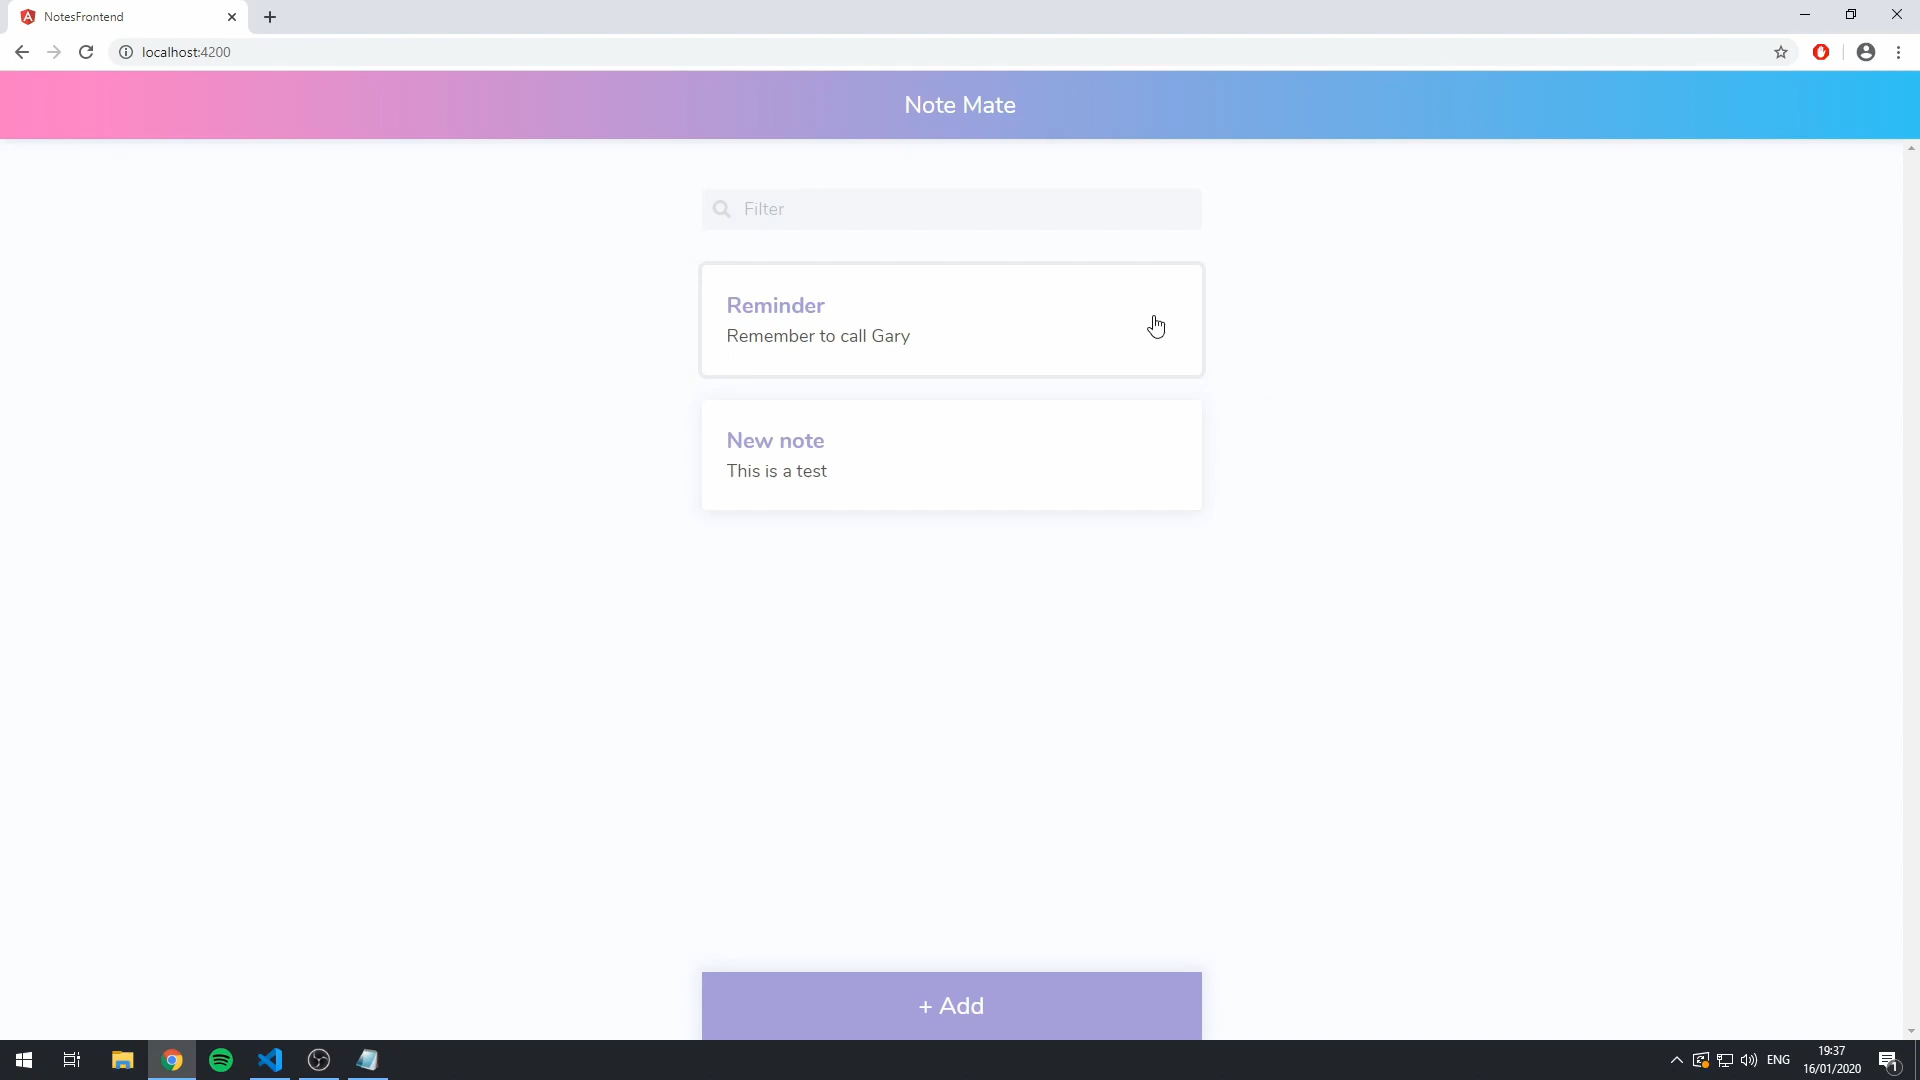 NotesFrontend
localhost:4200
Note Mate
Filter
Reminder
Remember to call Gary
New note
This is a test
+ Add
ENG
19:37
16/01/2020
1